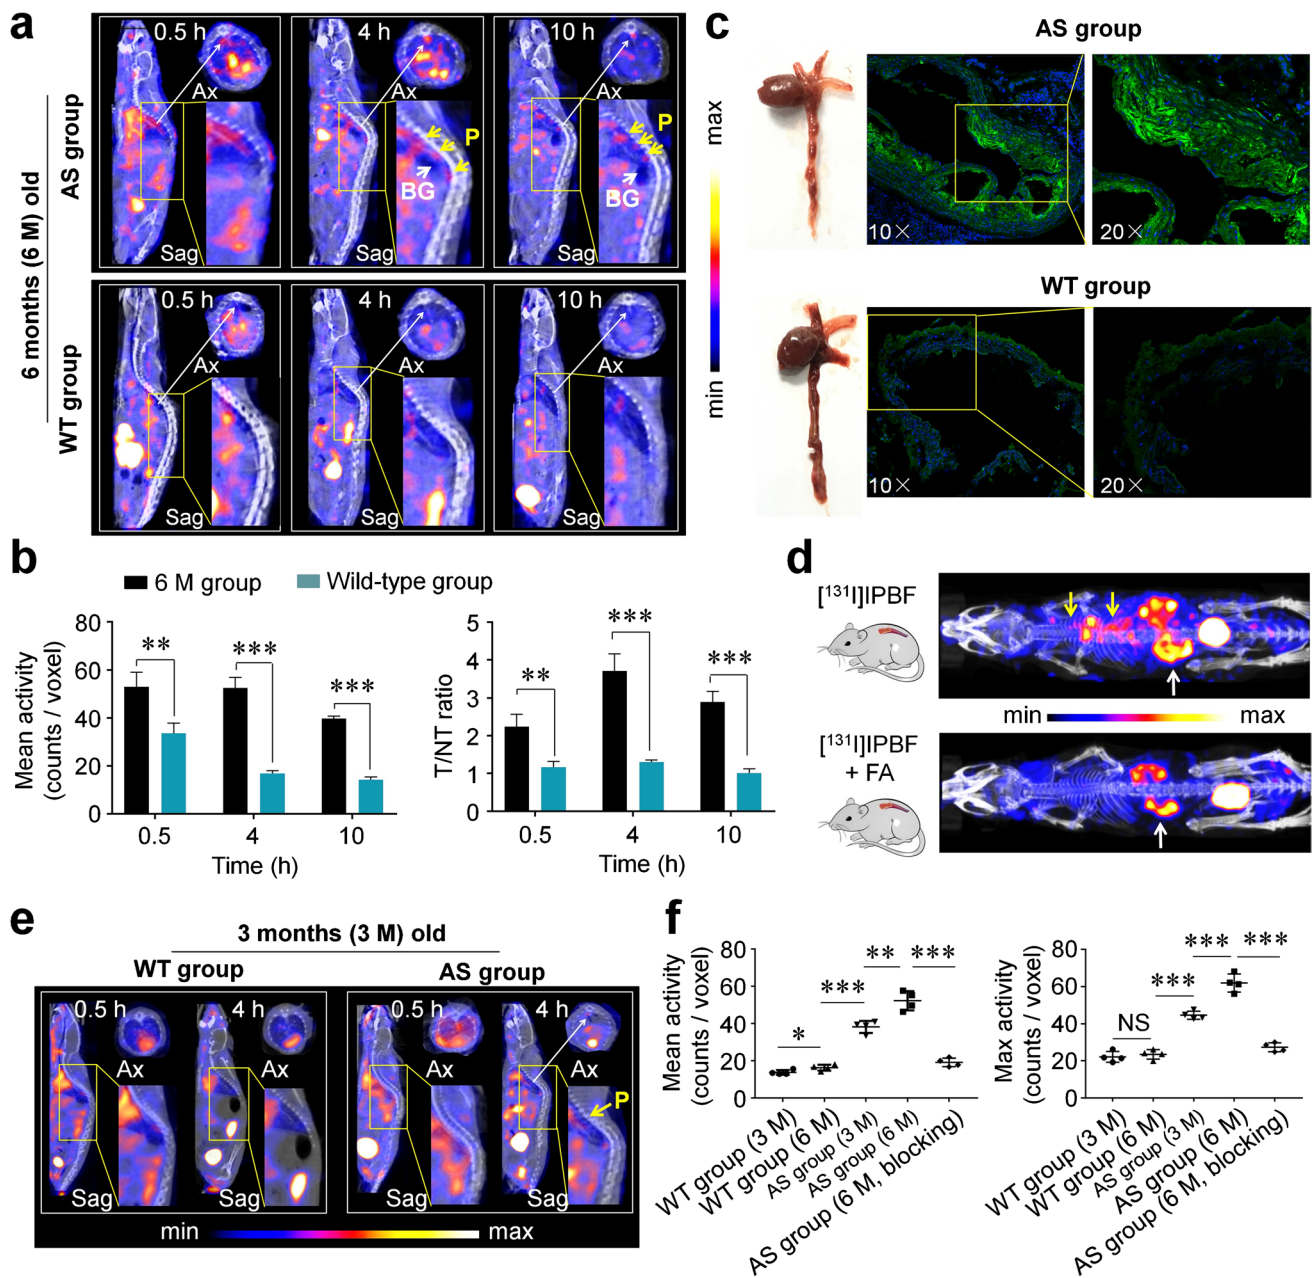 a
6 months (6 M) old
AS group
0.5 h
Ax
Sag
4 h
Ax
P
BG
Sag
10 h
Ax
P
BG
Sag
WT group
0.5 h
Ax
Sag
4 h
Ax
Sag
10 h
Ax
Sag
max
min
c
AS group
10×
20×
WT group
10×
20×
b
6 M group
Wild-type group
Mean activity
(counts / voxel)
80
60
40
20
0
**
***
***
0.5
4
10
Time (h)
T/NT ratio
5
4
3
2
1
0
**
***
***
0.5
4
10
Time (h)
d
[¹³¹I]IPBF
min
max
[¹³¹I]IPBF
+ FA
e
3 months (3 M) old
WT group
AS group
0.5 h
Ax
Sag
4 h
Ax
Sag
0.5 h
Ax
Sag
4 h
Ax
P
Sag
min
max
f
Mean activity
(counts / voxel)
80
60
40
20
0
*
***
**
***
WT group (3 M)
WT group (6 M)
AS group (3 M)
AS group (6 M)
AS group (6 M, blocking)
Max activity
(counts / voxel)
80
60
40
20
0
NS
***
***
***
WT group (3 M)
WT group (6 M)
AS group (3 M)
AS group (6 M)
AS group (6 M, blocking)